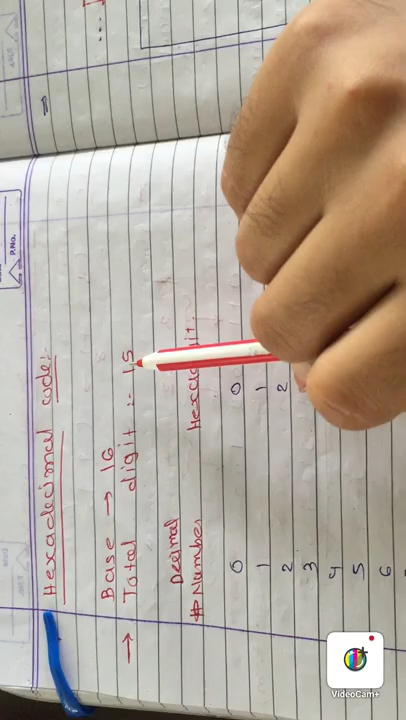 Hexadecimal code:-
Base → 16
→ Total digit :- 15
Decimal
# Number
0 0
1 1
2 2
3
4
5
6
P.No.
VideoCam+